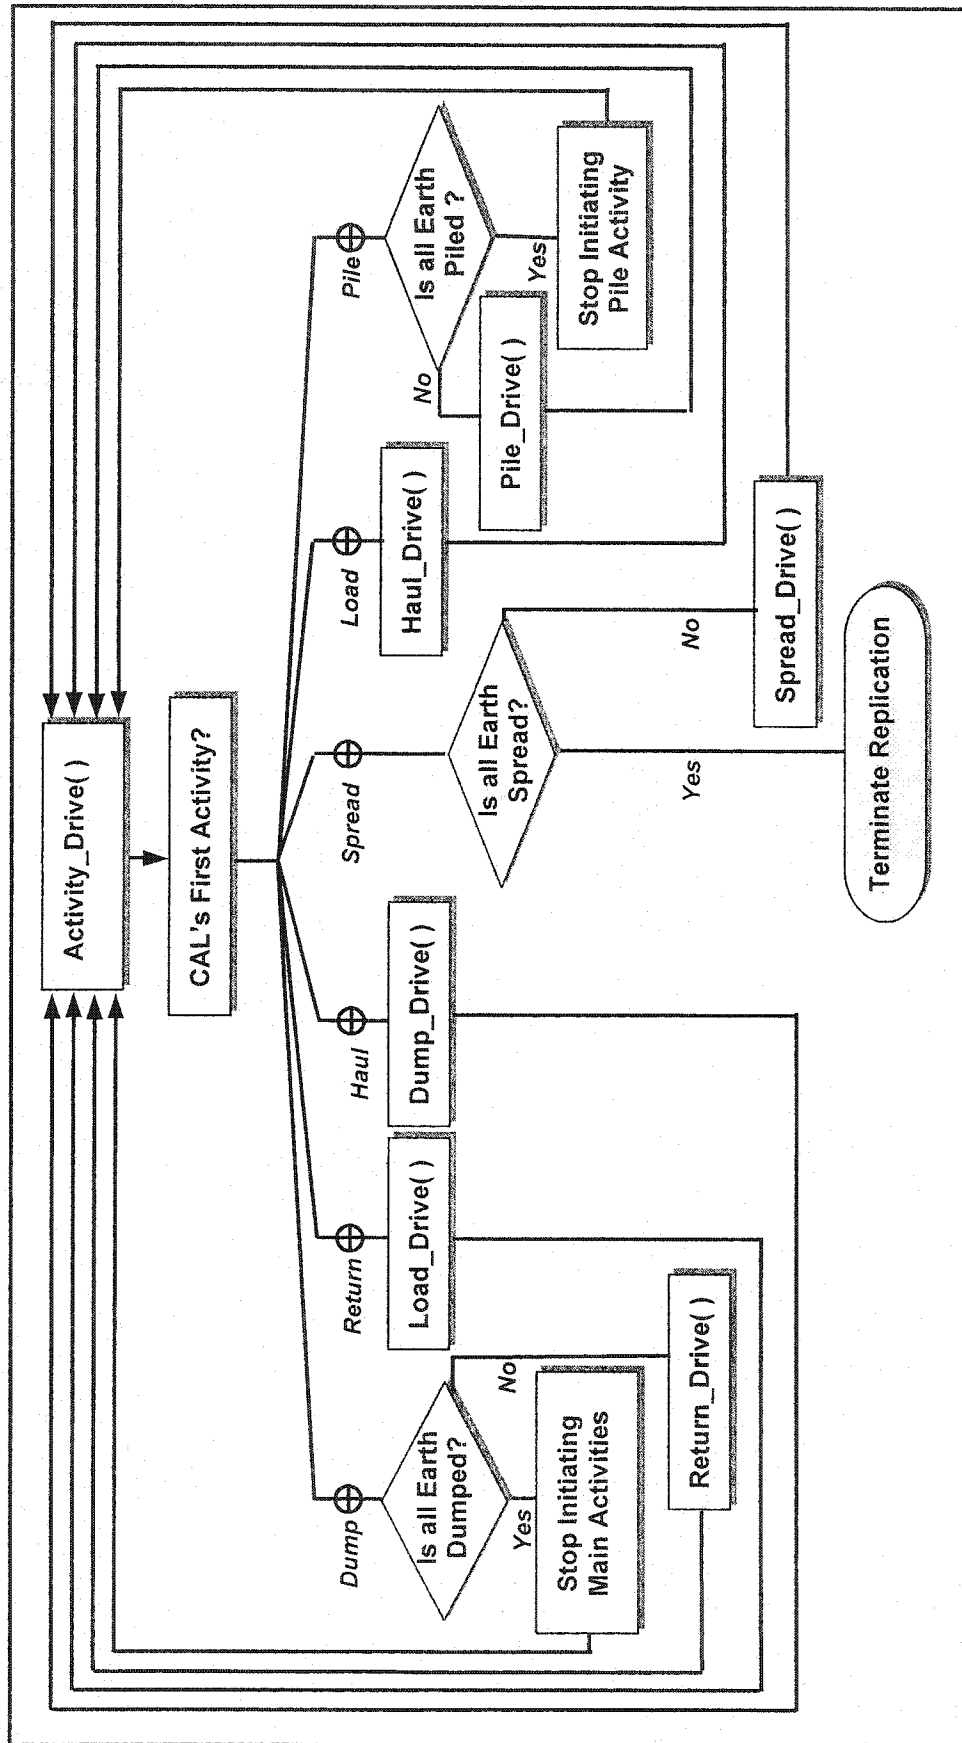 Activity_Drive( )
CAL's First Activity?
Dump
Return
Haul
Spread
Load
Pile
Is all Earth
Dumped?
Load_Drive( )
Dump_Drive( )
Is all Earth
Spread?
Haul_Drive( )
Is all Earth
Piled ?
Yes
No
Stop Initiating
Main Activities
Return_Drive( )
Yes
No
Spread_Drive( )
Terminate Replication
No
Yes
Pile_Drive( )
Stop Initiating
Pile Activity